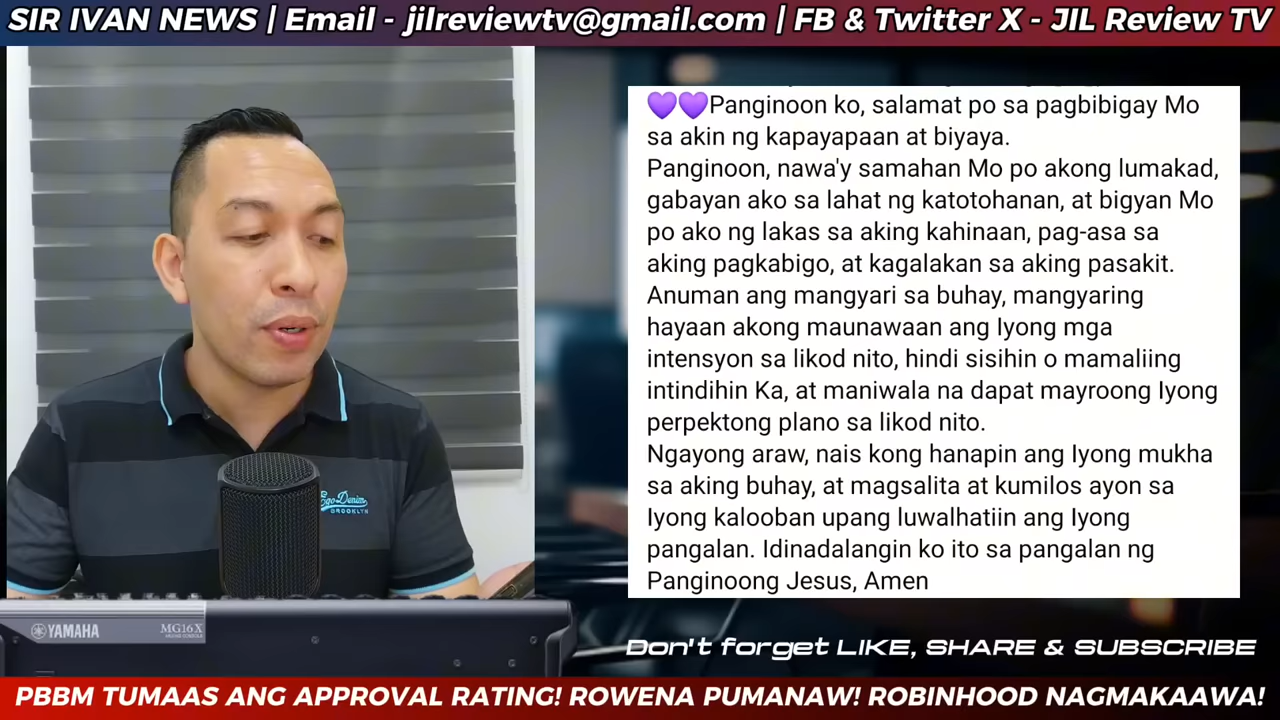 SIR IVAN NEWS | Email - jilreviewtv@gmail.com | FB & Twitter X - JIL Review TV
💜💜Panginoon ko, salamat po sa pagbibigay Mo
sa akin ng kapayapaan at biyaya.
Panginoon, nawa'y samahan Mo po akong lumakad,
gabayan ako sa lahat ng katotohanan, at bigyan Mo
po ako ng lakas sa aking kahinaan, pag-asa sa
aking pagkabigo, at kagalakan sa aking pasakit.
Anuman ang mangyari sa buhay, mangyaring
hayaan akong maunawaan ang Iyong mga
intensyon sa likod nito, hindi sisihin o mamaliing
intindihin Ka, at maniwala na dapat mayroong Iyong
perpektong plano sa likod nito.
Ngayong araw, nais kong hanapin ang Iyong mukha
sa aking buhay, at magsalita at kumilos ayon sa
Iyong kalooban upang luwalhatiin ang Iyong
pangalan. Idinadalangin ko ito sa pangalan ng
Panginoong Jesus, Amen
Ego Denim
BROOKLYN
YAMAHA
MG16X
Don't forget LIKE, SHARE & SUBSCRIBE
PBBM TUMAAS ANG APPROVAL RATING! ROWENA PUMANAW! ROBINHOOD NAGMAKAAWA!